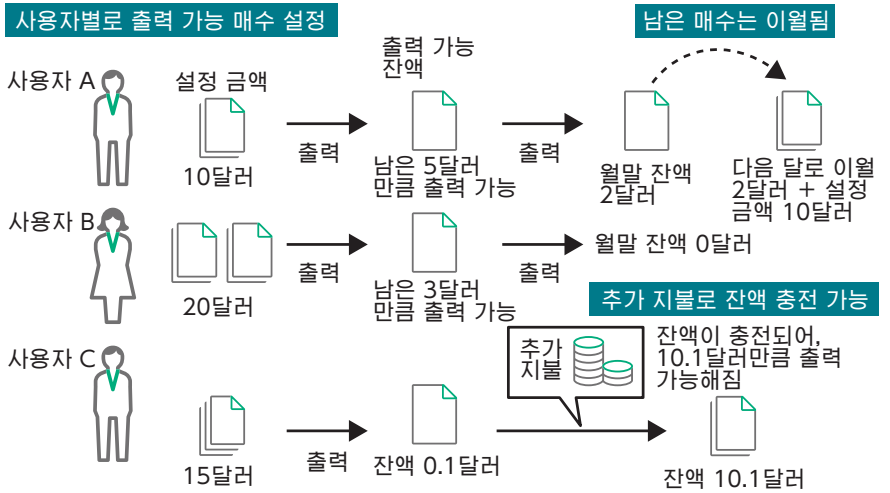 사용자별로 출력 가능 매수 설정
남은 매수는 이월됨
사용자 A
설정 금액
10달러
출력
출력 가능
잔액
남은 5달러
만큼 출력 가능
출력
월말 잔액
2달러
다음 달로 이월
2달러 + 설정
금액 10달러
사용자 B
20달러
출력
남은 3달러
만큼 출력 가능
출력
월말 잔액 0달러
추가 지불로 잔액 충전 가능
사용자 C
15달러
출력
잔액 0.1달러
추가
지불
잔액이 충전되어,
10.1달러만큼 출력
가능해짐
잔액 10.1달러